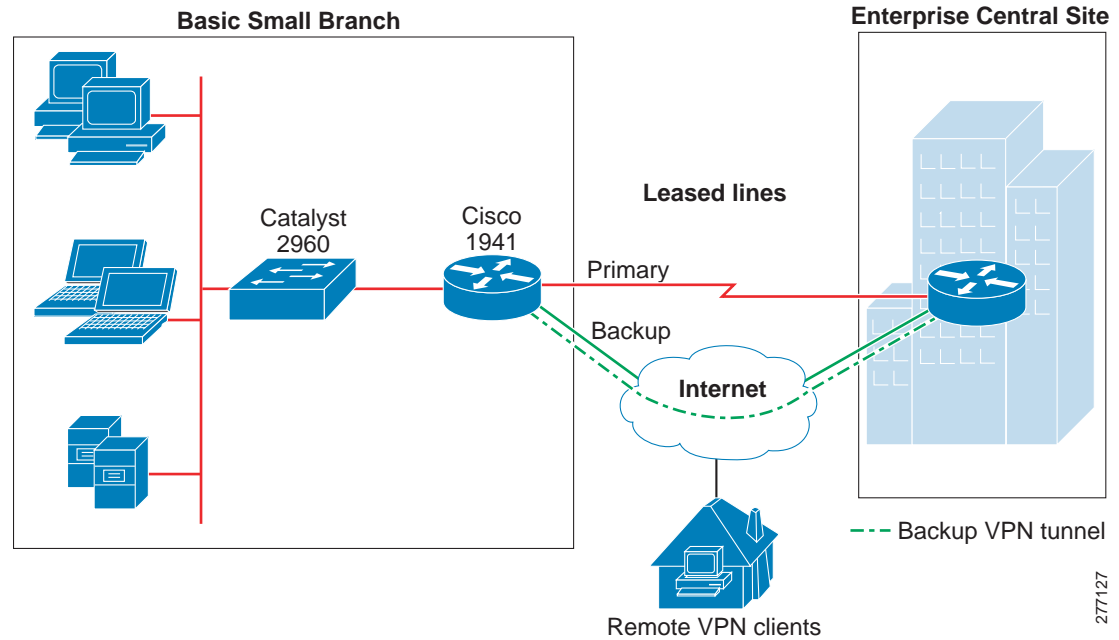 Basic Small Branch
Enterprise Central Site
Catalyst
2960
Cisco
1941
Leased lines
Primary
Backup
Internet
Backup VPN tunnel
Remote VPN clients
277127